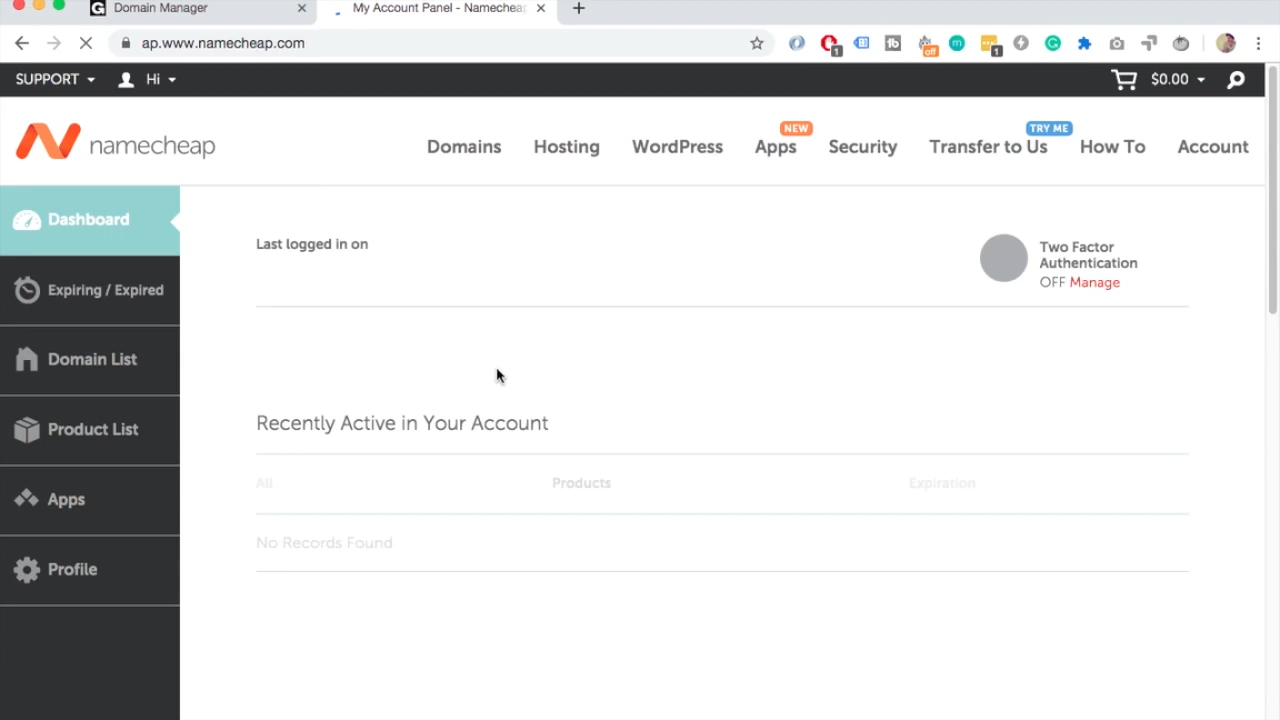 Domain Manager
My Account Panel - Namecheap
ap.www.namecheap.com
1
off
1
SUPPORT
Hi
$0.00
namecheap
NEW
TRY ME
Domains Hosting WordPress Apps Security Transfer to Us How To Account
Dashboard
Expiring / Expired
Domain List
Product List
Apps
Profile
Last logged in on
Two Factor
Authentication
OFF Manage
Recently Active in Your Account
All Products Expiration
No Records Found